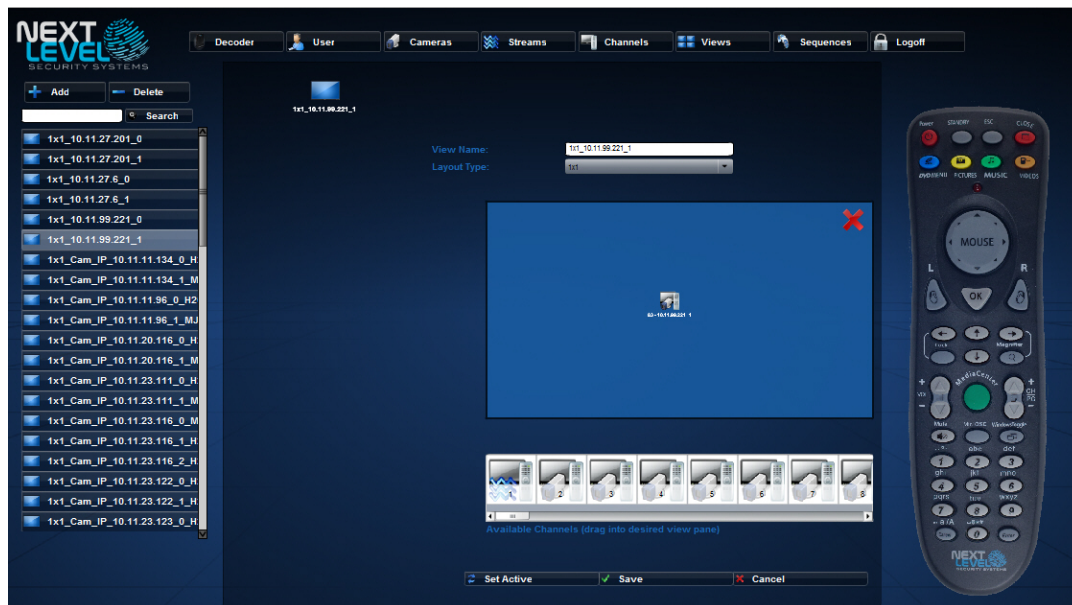 NEXT
LEVEL
SECURITY SYSTEMS
Decoder
User
Cameras
Streams
Channels
Views
Sequences
Logoff
Add
Delete
Search
1x1_10.11.27.201_0
1x1_10.11.27.201_1
1x1_10.11.27.6_0
1x1_10.11.27.6_1
1x1_10.11.99.221_0
1x1_10.11.99.221_1
1x1_Cam_IP_10.11.11.134_0_H
1x1_Cam_IP_10.11.11.134_1_M
1x1_Cam_IP_10.11.11.96_0_H2
1x1_Cam_IP_10.11.11.96_1_MJ
1x1_Cam_IP_10.11.20.116_0_H
1x1_Cam_IP_10.11.20.116_1_M
1x1_Cam_IP_10.11.23.111_0_H
1x1_Cam_IP_10.11.23.111_1_M
1x1_Cam_IP_10.11.23.116_0_M
1x1_Cam_IP_10.11.23.116_1_H
1x1_Cam_IP_10.11.23.116_2_H
1x1_Cam_IP_10.11.23.122_0_H
1x1_Cam_IP_10.11.23.122_1_H
1x1_Cam_IP_10.11.23.123_0_H
1x1_10.11.99.221_1
View Name:
1x1_10.11.99.221_1
Layout Type:
1x1
1 2 3 4 5 6 7 8
Available Channels (drag into desired view pane)
Set Active
Save
Cancel
Power STANDBY ESC CLOSE
DVD/MENU PICTURES MUSIC VIDEOS
MOUSE
L R
OK
Magnifier
MediaCenter
+ +
- -
Mute
abc def
1 2 3
ghi jkl mno
4 5 6
pqrs tuv wxyz
7 8 9
0
NEXT
LEVEL
SECURITY SYSTEMS